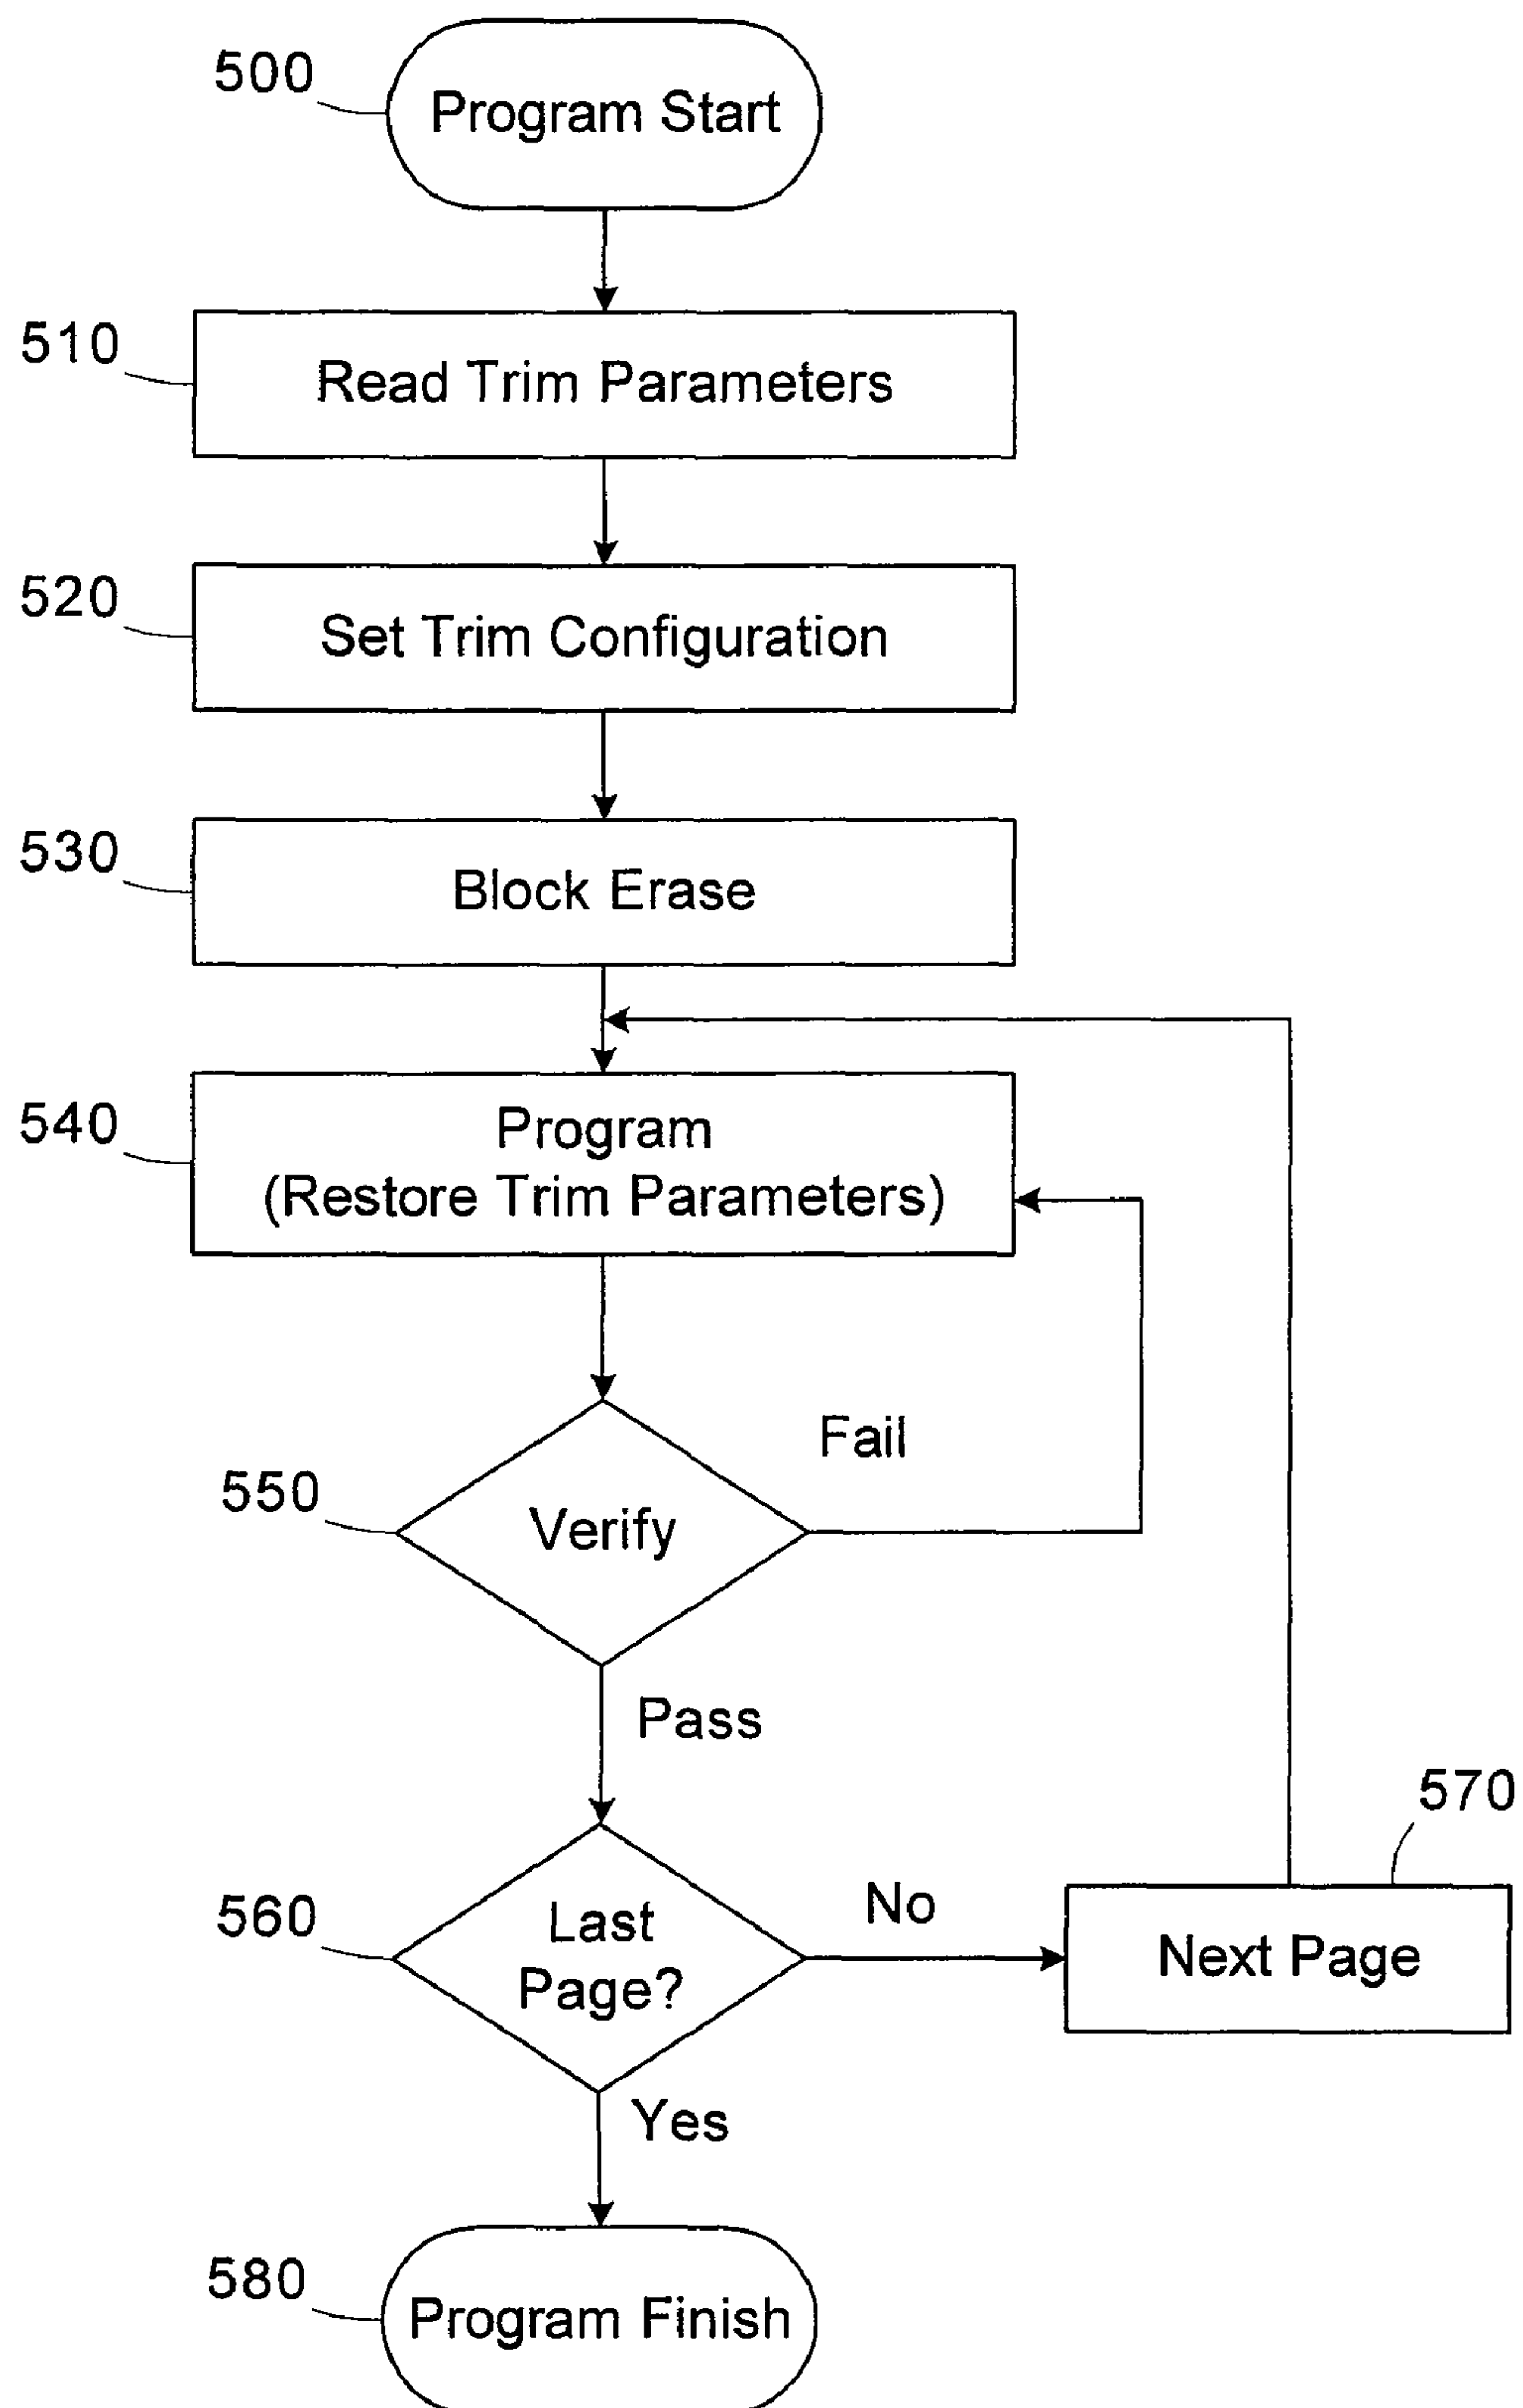 500
Program Start
510
Read Trim Parameters
520
Set Trim Configuration
530
Block Erase
540
Program
(Restore Trim Parameters)
Fail
550
Verify
Pass
570
560
Last
Page?
No
Next Page
Yes
580
Program Finish